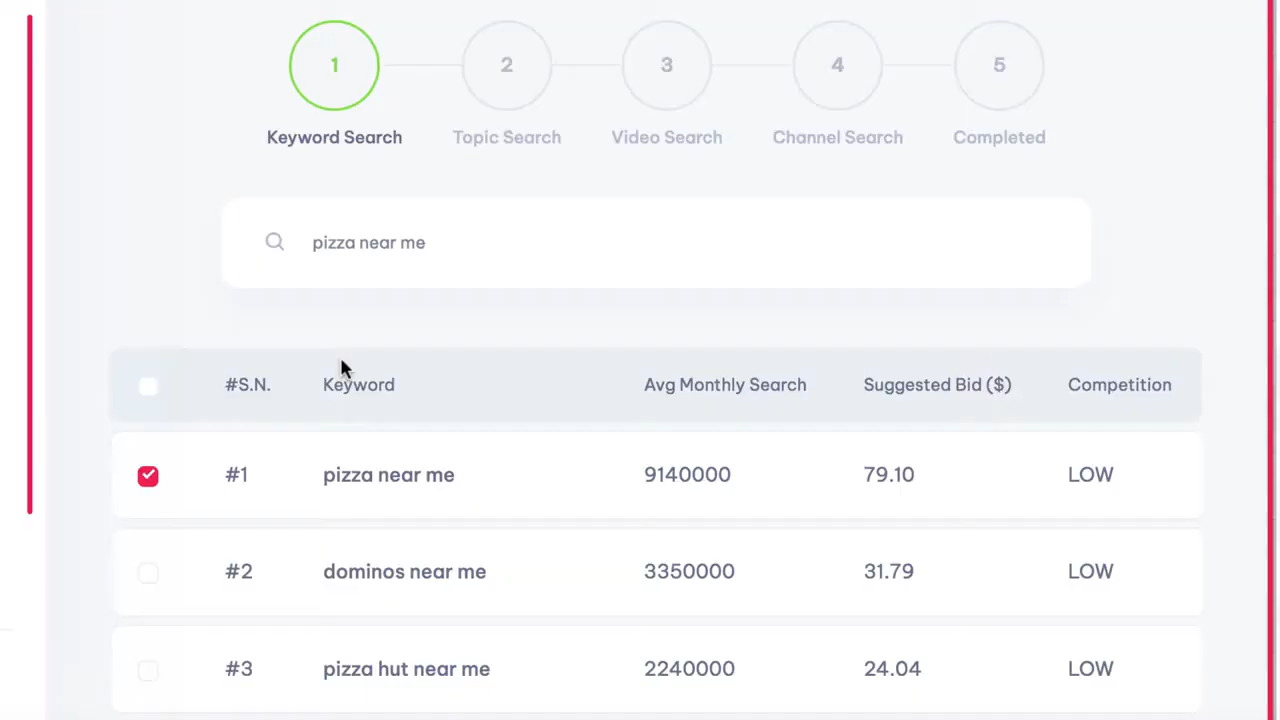 1 2 3 4 5
Keyword Search Topic Search Video Search Channel Search Completed
pizza near me
#S.N. Keyword Avg Monthly Search Suggested Bid ($) Competition
#1 pizza near me 9140000 79.10 LOW
#2 dominos near me 3350000 31.79 LOW
#3 pizza hut near me 2240000 24.04 LOW